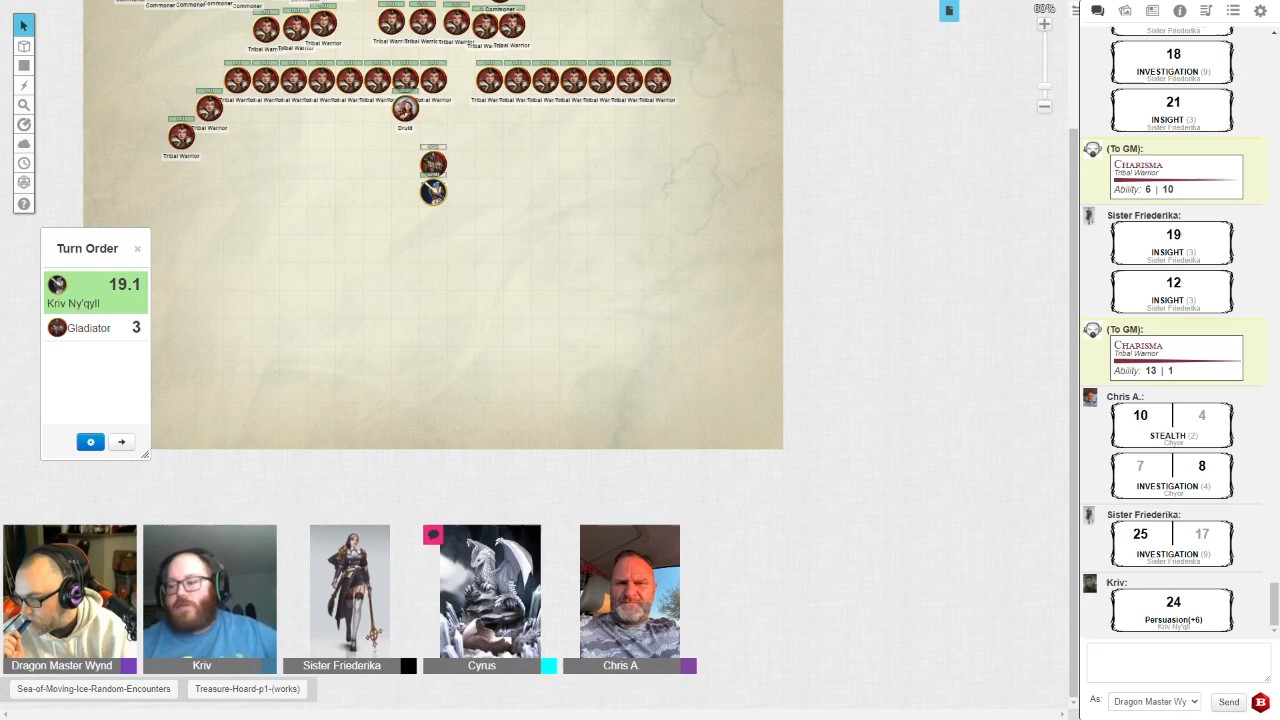 Commoner
Commoner
Commoner
Commoner
Commoner
Commoner
Tribal Warrior
Tribal Warrior
Tribal Warrior
Tribal Warrior
Druid
Tribal Warrior
Turn Order
×
19.1
Kriv Ny'qyll
Gladiator
3
80%
18
INVESTIGATION (9)
Sister Friederika
21
INSIGHT (3)
Sister Friederika
(To GM):
CHARISMA
Tribal Warrior
Ability: 6 | 10
Sister Friederika:
19
INSIGHT (3)
Sister Friederika
12
INSIGHT (3)
Sister Friederika
(To GM):
CHARISMA
Tribal Warrior
Ability: 13 | 1
Chris A.:
10 4
STEALTH (2)
Chyor
7 8
INVESTIGATION (4)
Chyor
Sister Friederika:
25 17
INVESTIGATION (9)
Sister Friederika
Kriv:
24
Persuasion(+6)
Kriv Ny'qyll
As:
Dragon Master Wy
Send
Dragon Master Wynd
Kriv
Sister Friederika
Cyrus
Chris A.
Sea-of-Moving-Ice-Random-Encounters
Treasure-Hoard-p1-(works)